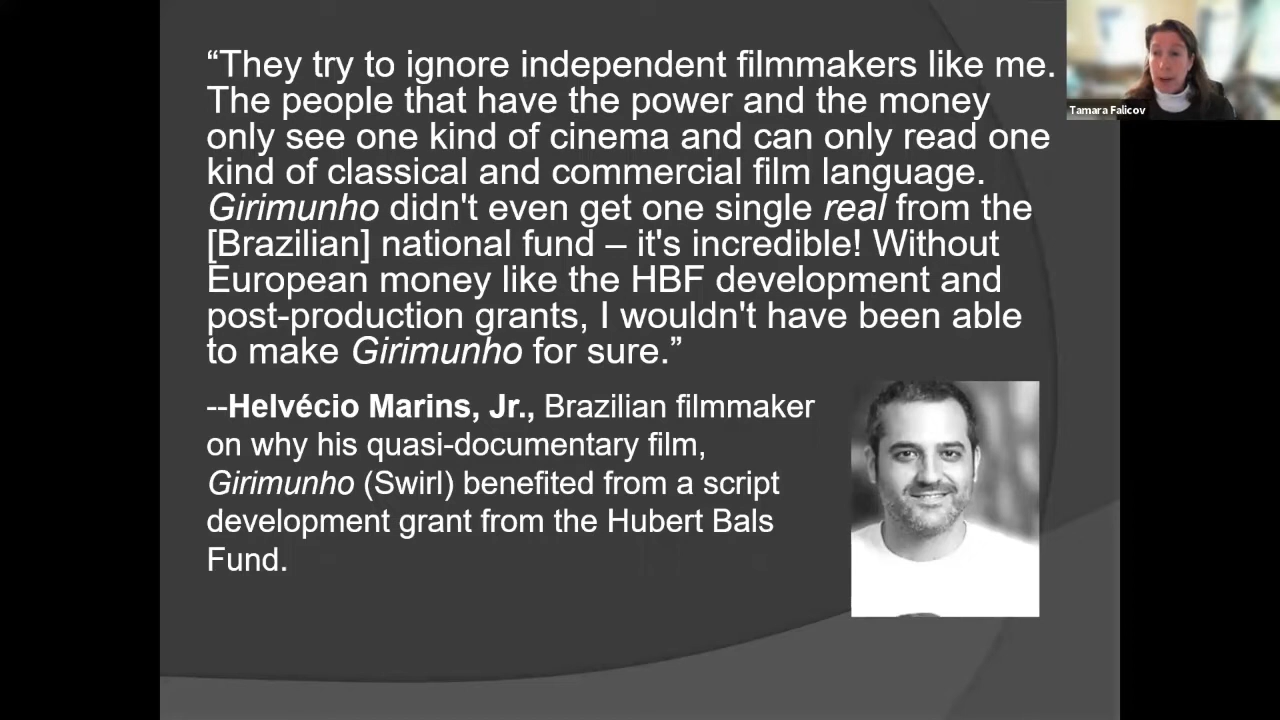 “They try to ignore independent filmmakers like me.
The people that have the power and the money
only see one kind of cinema and can only read one
kind of classical and commercial film language.
Girimunho didn't even get one single real from the
[Brazilian] national fund – it's incredible! Without
European money like the HBF development and
post-production grants, I wouldn't have been able
to make Girimunho for sure.”
--Helvécio Marins, Jr., Brazilian filmmaker
on why his quasi-documentary film,
Girimunho (Swirl) benefited from a script
development grant from the Hubert Bals
Fund.
Tamara Falicov